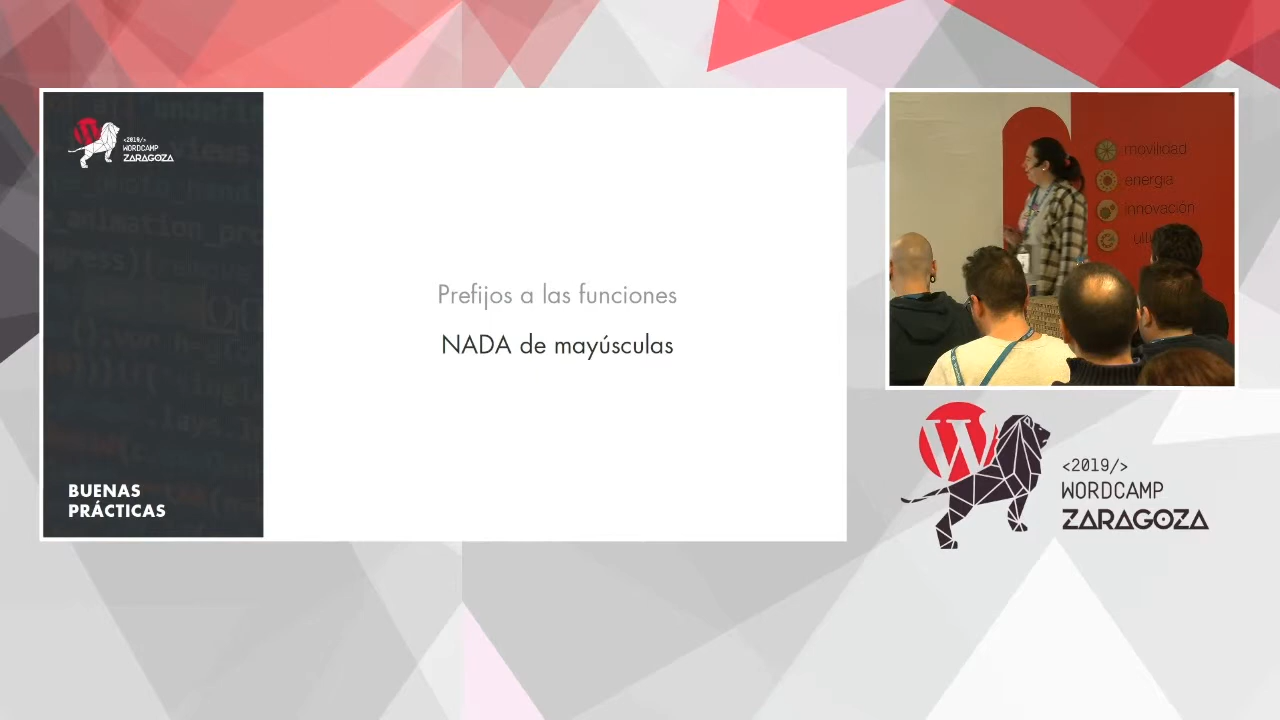 <2019/>
WORDCAMP
ZARAGOZA
BUENAS
PRÁCTICAS
Prefijos a las funciones
NADA de mayúsculas
movilidad
energía
innovación
W
<2019/>
WORDCAMP
ZARAGOZA